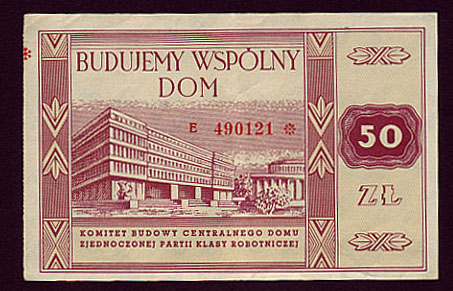 BUDUJEMY WSPÓLNY
DOM
E 490121 *
50
ZŁ
KOMITET BUDOWY CENTRALNEGO DOMU
ZJEDNOCZONEJ PARTII KLASY ROBOTNICZEJ